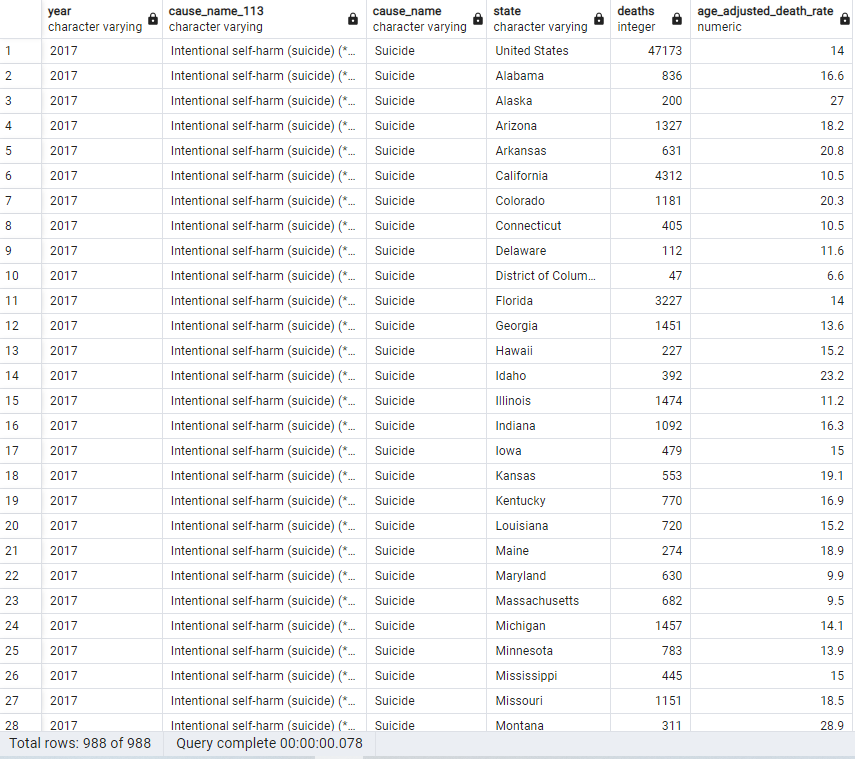 year cause_name_113 cause_name state deaths age_adjusted_death_rate
character varying character varying character varying character varying integer numeric
1 2017 Intentional self-harm (suicide) (*... Suicide United States 47173 14
2 2017 Intentional self-harm (suicide) (*... Suicide Alabama 836 16.6
3 2017 Intentional self-harm (suicide) (*... Suicide Alaska 200 27
4 2017 Intentional self-harm (suicide) (*... Suicide Arizona 1327 18.2
5 2017 Intentional self-harm (suicide) (*... Suicide Arkansas 631 20.8
6 2017 Intentional self-harm (suicide) (*... Suicide California 4312 10.5
7 2017 Intentional self-harm (suicide) (*... Suicide Colorado 1181 20.3
8 2017 Intentional self-harm (suicide) (*... Suicide Connecticut 405 10.5
9 2017 Intentional self-harm (suicide) (*... Suicide Delaware 112 11.6
10 2017 Intentional self-harm (suicide) (*... Suicide District of Colum... 47 6.6
11 2017 Intentional self-harm (suicide) (*... Suicide Florida 3227 14
12 2017 Intentional self-harm (suicide) (*... Suicide Georgia 1451 13.6
13 2017 Intentional self-harm (suicide) (*... Suicide Hawaii 227 15.2
14 2017 Intentional self-harm (suicide) (*... Suicide Idaho 392 23.2
15 2017 Intentional self-harm (suicide) (*... Suicide Illinois 1474 11.2
16 2017 Intentional self-harm (suicide) (*... Suicide Indiana 1092 16.3
17 2017 Intentional self-harm (suicide) (*... Suicide Iowa 479 15
18 2017 Intentional self-harm (suicide) (*... Suicide Kansas 553 19.1
19 2017 Intentional self-harm (suicide) (*... Suicide Kentucky 770 16.9
20 2017 Intentional self-harm (suicide) (*... Suicide Louisiana 720 15.2
21 2017 Intentional self-harm (suicide) (*... Suicide Maine 274 18.9
22 2017 Intentional self-harm (suicide) (*... Suicide Maryland 630 9.9
23 2017 Intentional self-harm (suicide) (*... Suicide Massachusetts 682 9.5
24 2017 Intentional self-harm (suicide) (*... Suicide Michigan 1457 14.1
25 2017 Intentional self-harm (suicide) (*... Suicide Minnesota 783 13.9
26 2017 Intentional self-harm (suicide) (*... Suicide Mississippi 445 15
27 2017 Intentional self-harm (suicide) (*... Suicide Missouri 1151 18.5
28 2017 Intentional self-harm (suicide) (*... Suicide Montana 311 28.9
Total rows: 988 of 988 Query complete 00:00:00.078